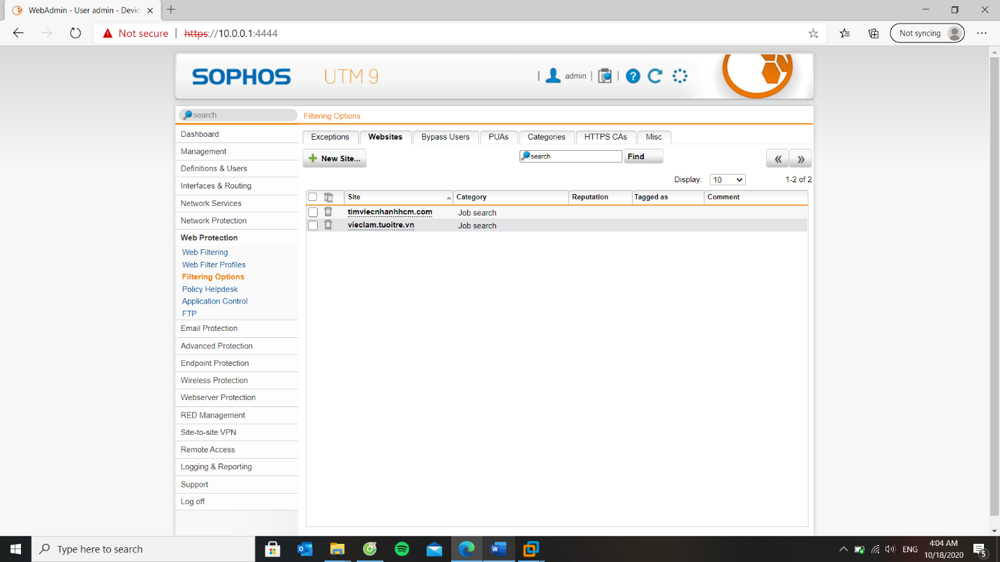 WebAdmin - User admin - Devic
Not secure | https://10.0.0.1:4444
Not syncing
SOPHOS UTM 9
| admin | |
search
Filtering Options
Dashboard
Management
Definitions & Users
Interfaces & Routing
Network Services
Network Protection
Web Protection
Web Filtering
Web Filter Profiles
Filtering Options
Policy Helpdesk
Application Control
FTP
Email Protection
Advanced Protection
Endpoint Protection
Wireless Protection
Webserver Protection
RED Management
Site-to-site VPN
Remote Access
Logging & Reporting
Support
Log off
Exceptions Websites Bypass Users PUAs Categories HTTPS CAs Misc
+ New Site... search Find « »
Display: 10 1-2 of 2
Site Category Reputation Tagged as Comment
timviecnhanhhcm.com Job search
vieclam.tuoitre.vn Job search
Type here to search
ENG
4:04 AM
10/18/2020
5